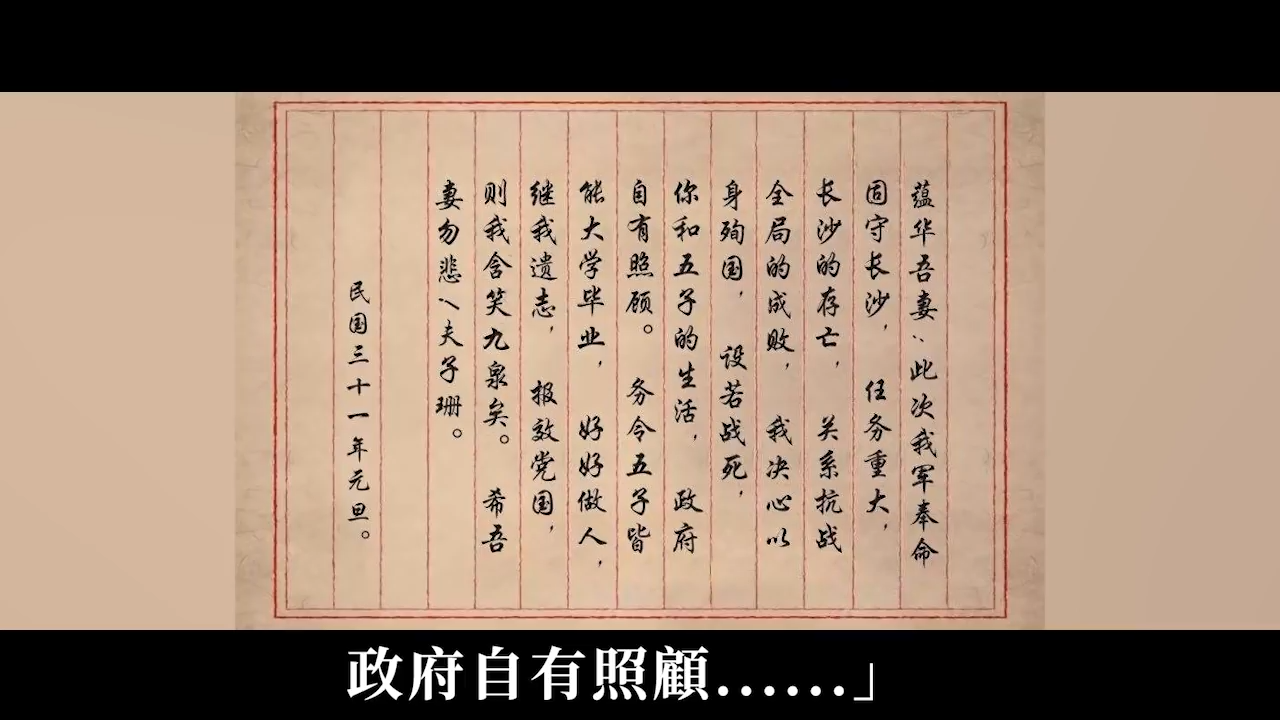 蕴华吾妻：此次我军奉命
固守长沙，任务重大，
长沙的存亡，关系抗战
全局的成败，我决心以
身殉国，设若战死，
你和五子的生活，政府
自有照顾。务令五子皆
能大学毕业，好好做人，
继我遗志，报效党国，
则我含笑九泉矣。希吾
妻勿悲、夫子珊。
民国三十一年元旦。
政府自有照顧......」